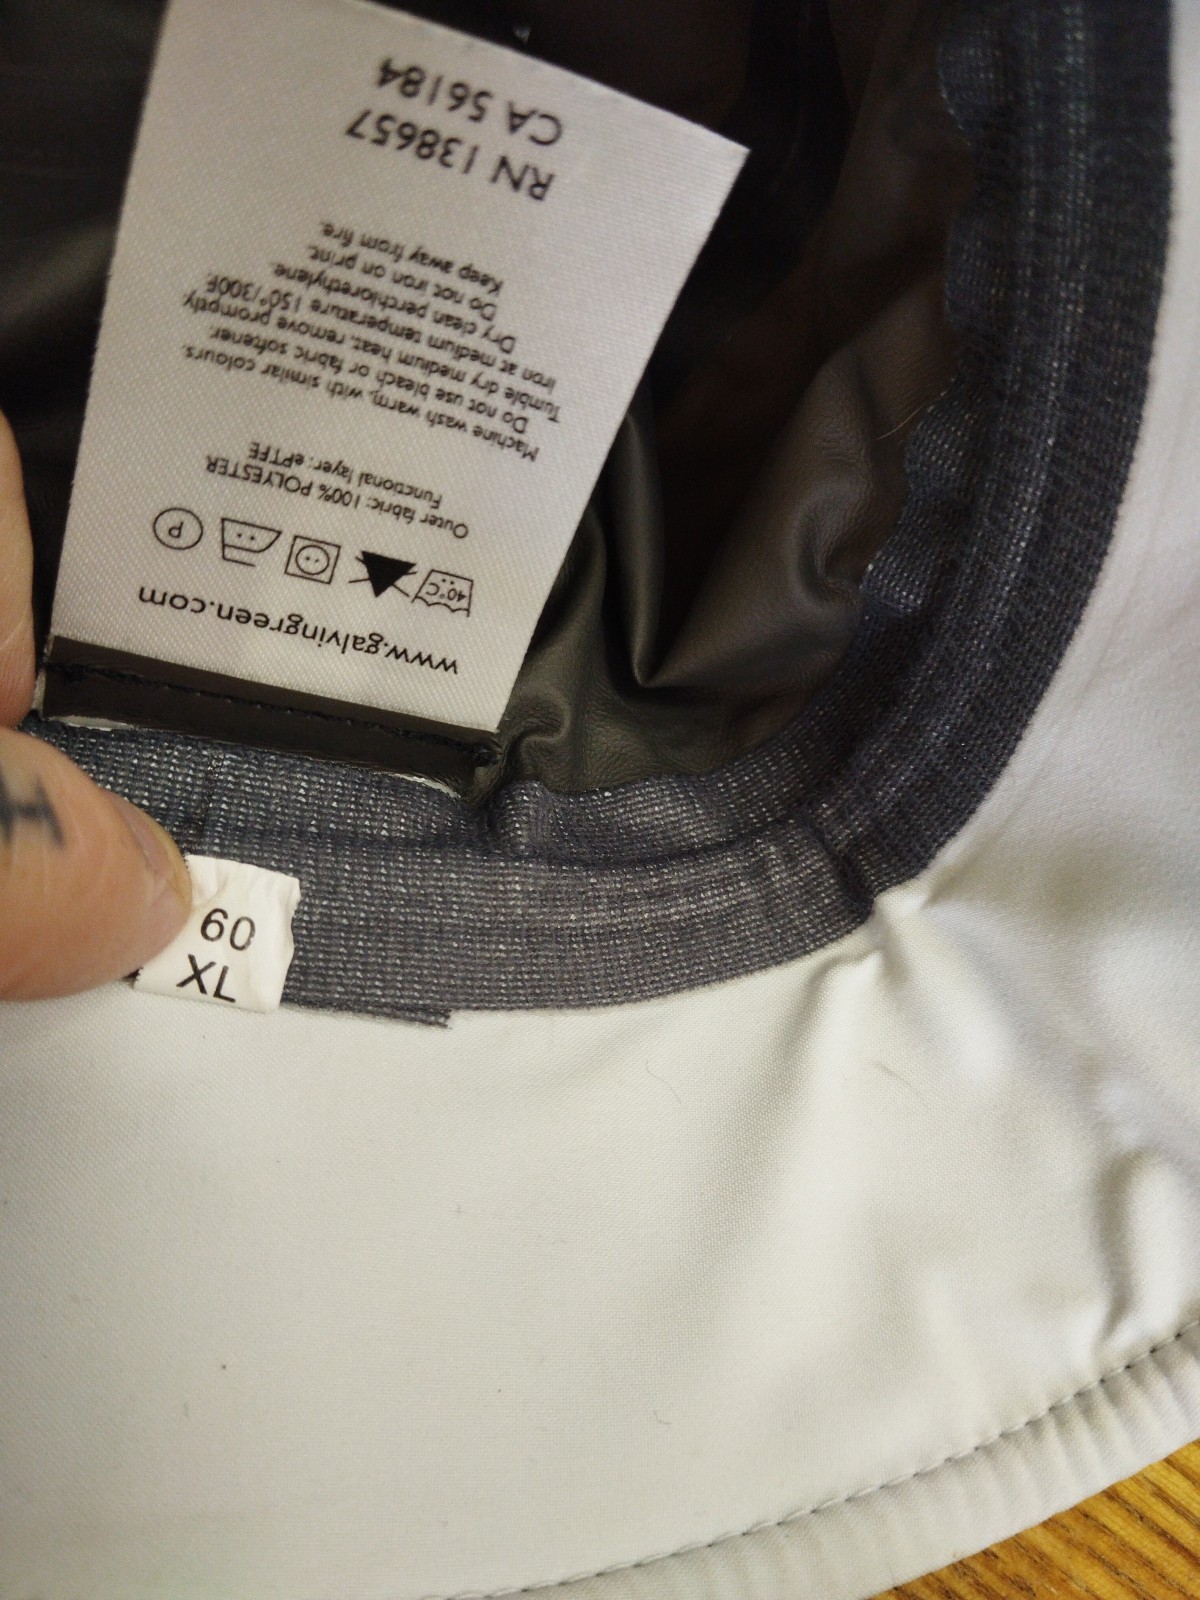 www.galvingreen.com
40°C P
Outer fabric: 100% POLYESTER
Functional layer: ePTFE
Machine wash warm, with similar colours.
Do not use bleach or fabric softener.
Tumble dry medium heat, remove promptly
Iron at medium temperature 150°/300F
Dry clean perchlorethylene.
Do not iron on print.
Keep away from fire.
RN 138657
CA 56184
60
XL